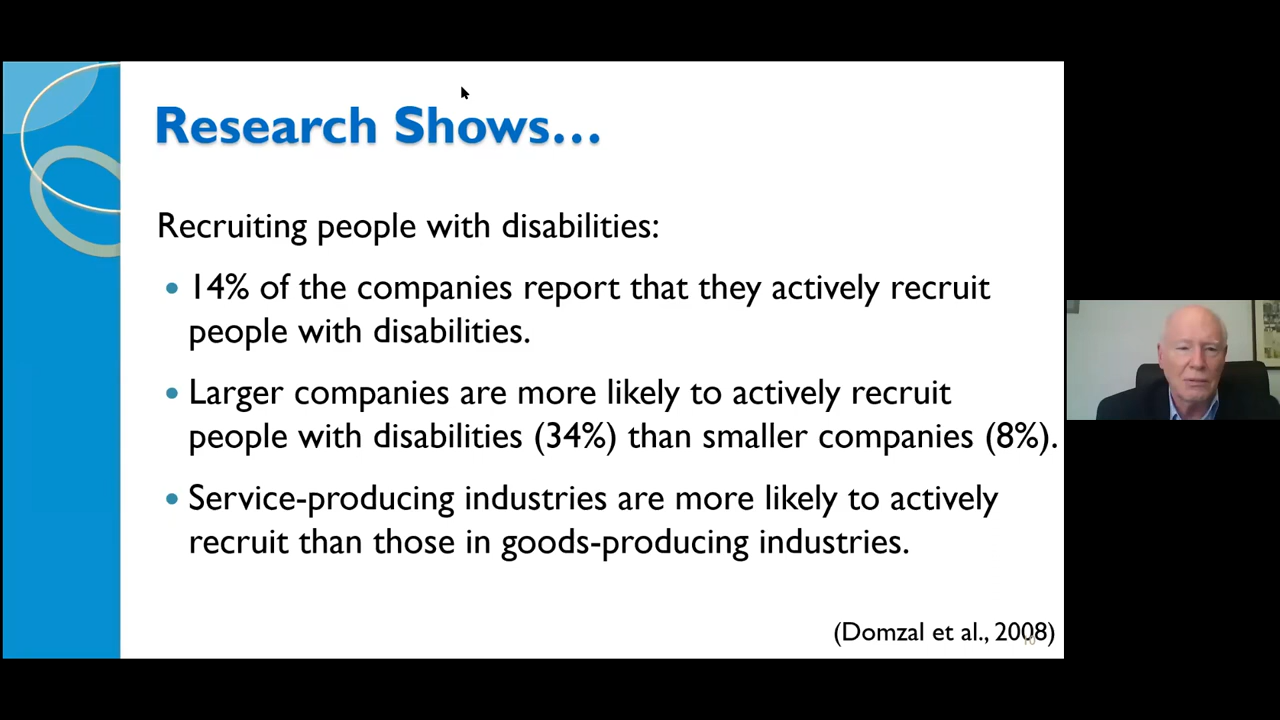 Research Shows…
Recruiting people with disabilities:
• 14% of the companies report that they actively recruit
people with disabilities.
• Larger companies are more likely to actively recruit
people with disabilities (34%) than smaller companies (8%).
• Service-producing industries are more likely to actively
recruit than those in goods-producing industries.
(Domzal et al., 2008)
10